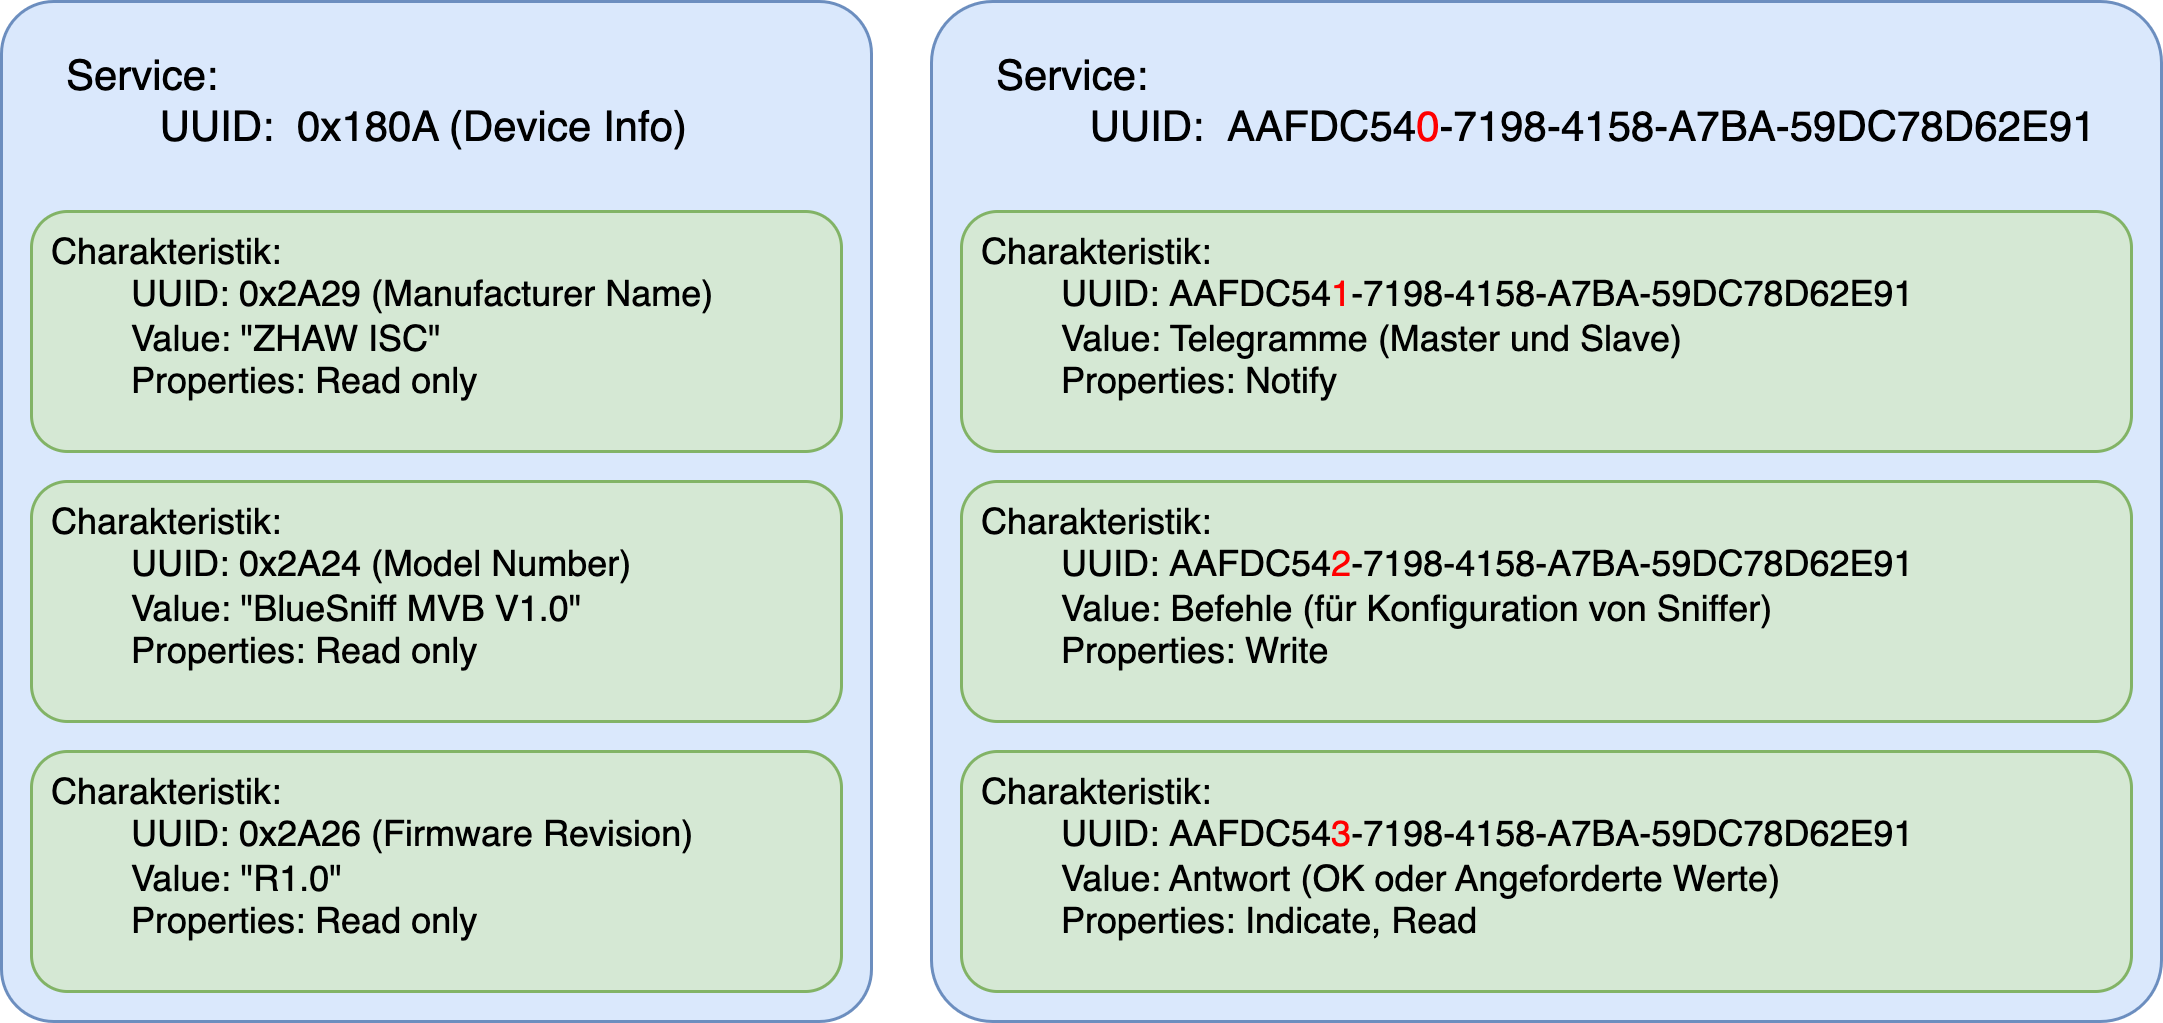 Service:
UUID: 0x180A (Device Info)
Charakteristik:
UUID: 0x2A29 (Manufacturer Name)
Value: "ZHAW ISC"
Properties: Read only
Charakteristik:
UUID: 0x2A24 (Model Number)
Value: "BlueSniff MVB V1.0"
Properties: Read only
Charakteristik:
UUID: 0x2A26 (Firmware Revision)
Value: "R1.0"
Properties: Read only
Service:
UUID: AAFDC540-7198-4158-A7BA-59DC78D62E91
Charakteristik:
UUID: AAFDC541-7198-4158-A7BA-59DC78D62E91
Value: Telegramme (Master und Slave)
Properties: Notify
Charakteristik:
UUID: AAFDC542-7198-4158-A7BA-59DC78D62E91
Value: Befehle (für Konfiguration von Sniffer)
Properties: Write
Charakteristik:
UUID: AAFDC543-7198-4158-A7BA-59DC78D62E91
Value: Antwort (OK oder Angeforderte Werte)
Properties: Indicate, Read